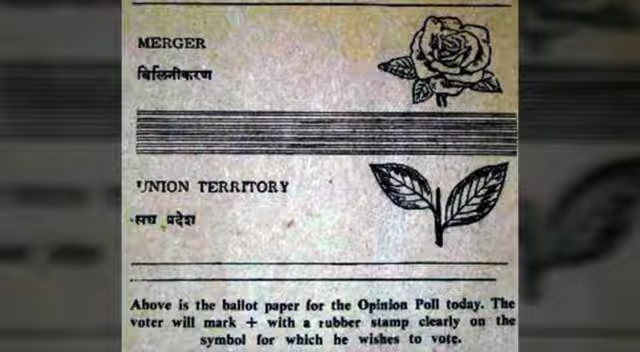 MERGER
विलिनीकरण
UNION TERRITORY
संघ प्रदेश
Above is the ballot paper for the Opinion Poll today. The
voter will mark + with a rubber stamp clearly on the
symbol for which he wishes to vote.